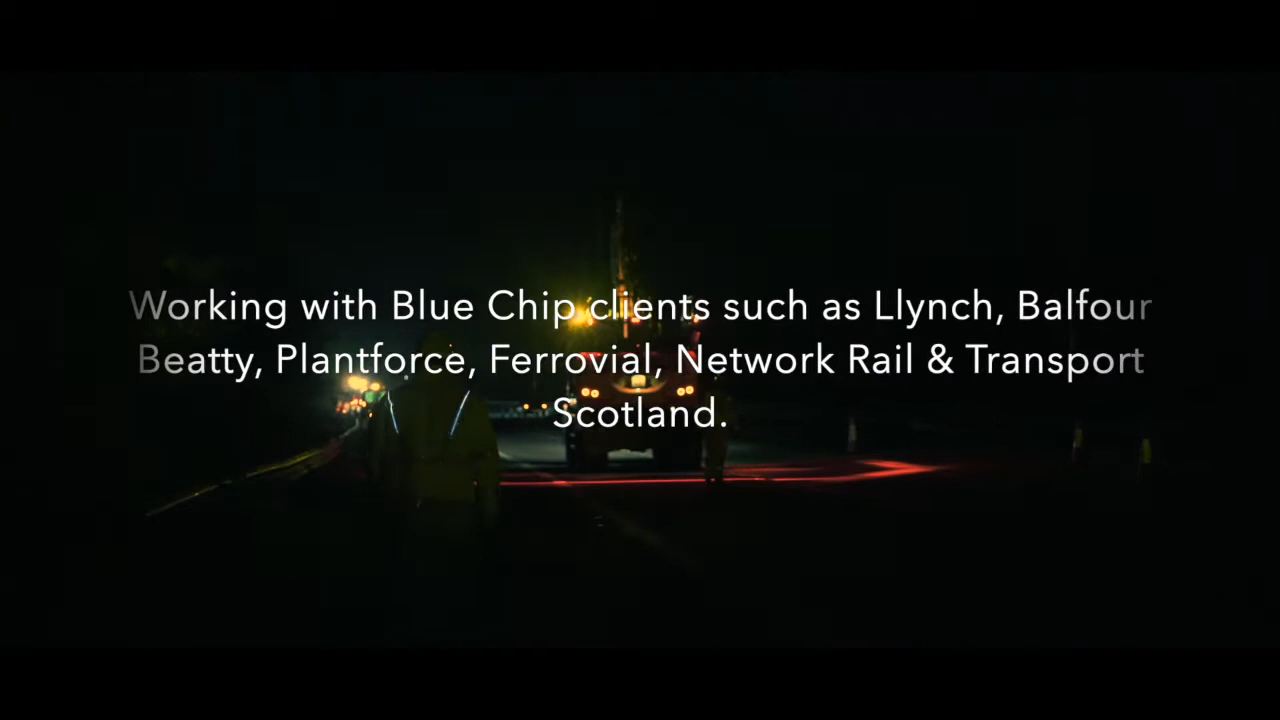 Working with Blue Chip clients such as Llynch, Balfour
Beatty, Plantforce, Ferrovial, Network Rail & Transport
Scotland.